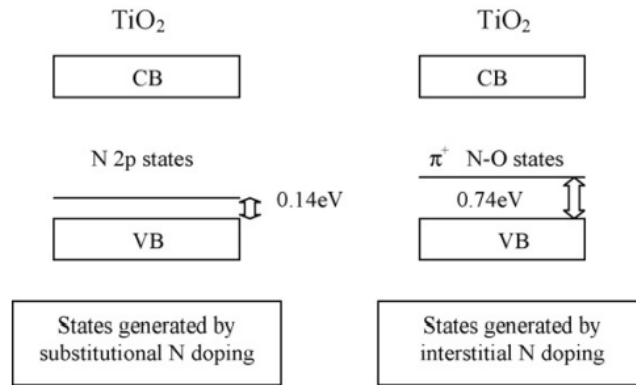 TiO₂
CB
N 2p states
0.14eV
VB
States generated by
substitutional N doping
TiO₂
CB
π⁺ N-O states
0.74eV
VB
States generated by
interstitial N doping